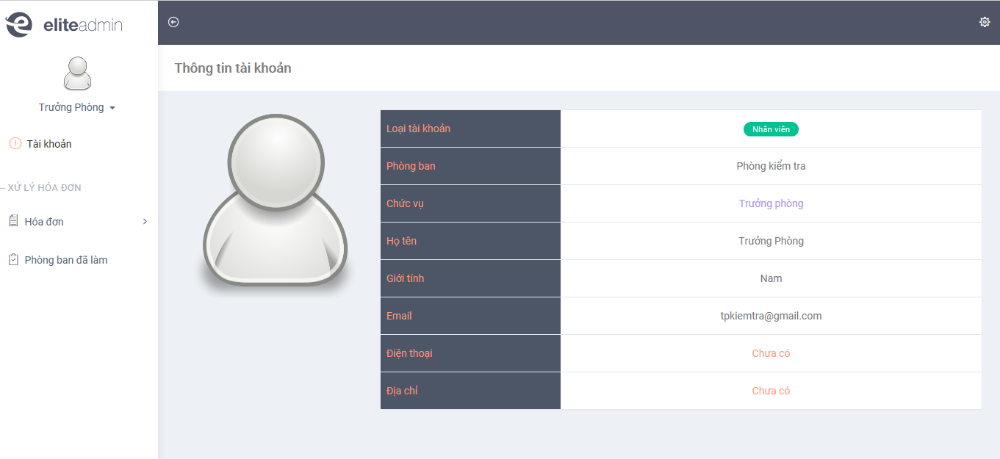 eliteadmin
Trưởng Phòng
Tài khoản
-- XỬ LÝ HÓA ĐƠN
Hóa đơn
Phòng ban đã làm
Thông tin tài khoản
Loại tài khoản Nhân viên
Phòng ban Phòng kiểm tra
Chức vụ Trưởng phòng
Họ tên Trưởng Phòng
Giới tính Nam
Email tpkiemtra@gmail.com
Điện thoại Chưa có
Địa chỉ Chưa có